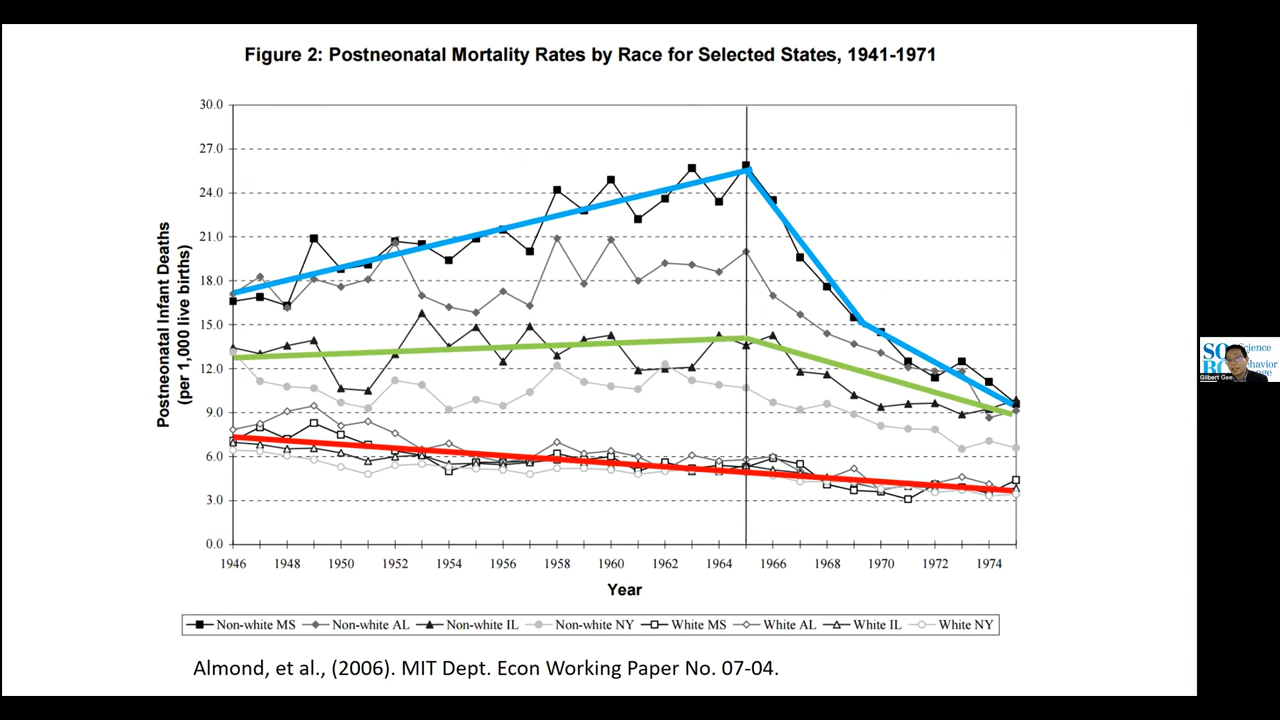 Figure 2: Postneonatal Mortality Rates by Race for Selected States, 1941-1971
30.0
27.0
24.0
21.0
18.0
15.0
12.0
9.0
6.0
3.0
0.0
Postneonatal Infant Deaths
(per 1,000 live births)
1946 1948 1950 1952 1954 1956 1958 1960 1962 1964 1966 1968 1970 1972 1974
Year
Non-white MS Non-white AL Non-white IL Non-white NY White MS White AL White IL White NY
Almond, et al., (2006). MIT Dept. Econ Working Paper No. 07-04.
Science
Gilbert Gee